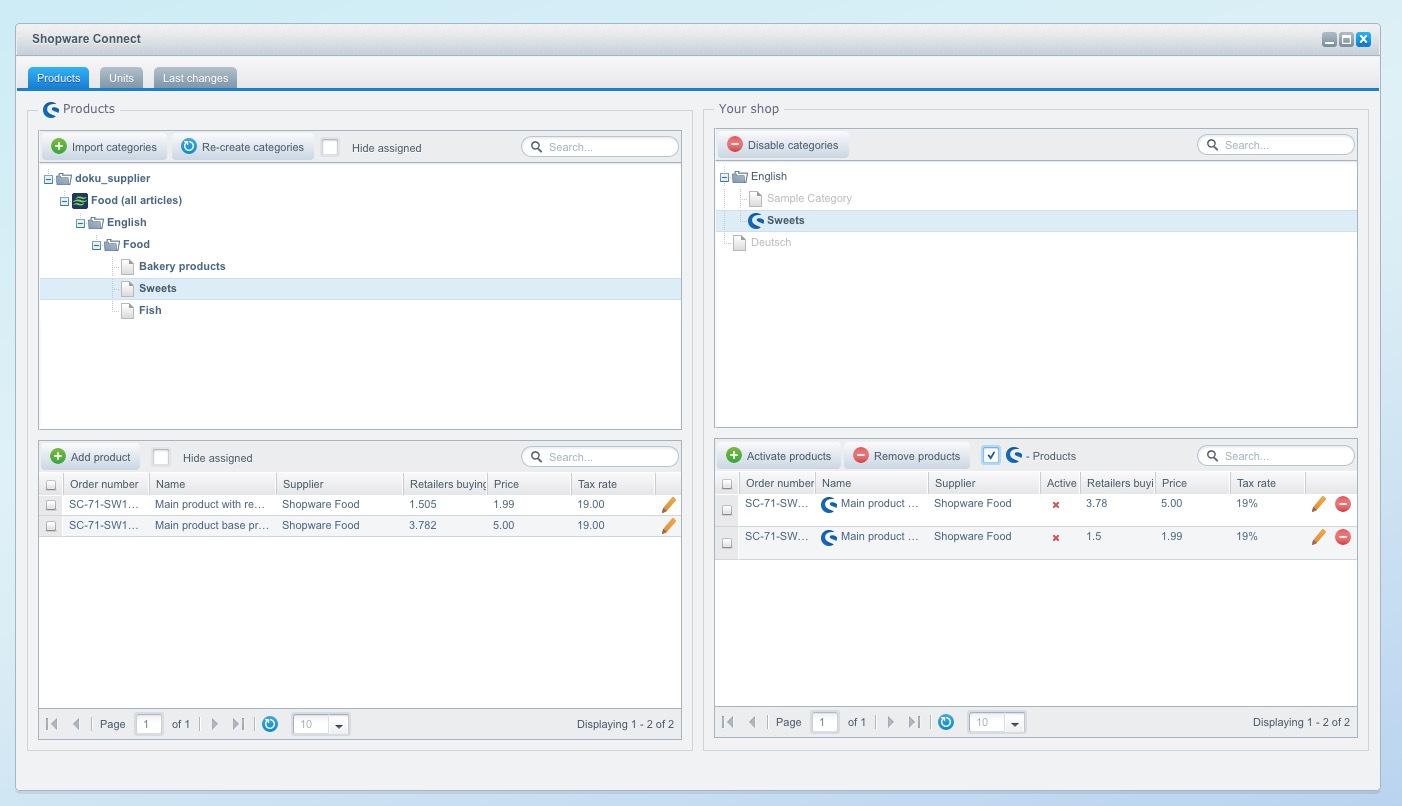 Shopware Connect
Products Units Last changes
Products
Import categories Re-create categories Hide assigned Search...
doku_supplier
Food (all articles)
English
Food
Bakery products
Sweets
Fish
Add product Hide assigned Search...
Order number Name Supplier Retailers buying Price Tax rate
SC-71-SW1... Main product with re... Shopware Food 1.505 1.99 19.00
SC-71-SW1... Main product base pr... Shopware Food 3.782 5.00 19.00
Page 1 of 1 10 Displaying 1 - 2 of 2
Your shop
Disable categories Search...
English
Sample Category
Sweets
Deutsch
Activate products Remove products - Products Search...
Order number Name Supplier Active Retailers buyi Price Tax rate
SC-71-SW... Main product ... Shopware Food 3.78 5.00 19%
SC-71-SW... Main product ... Shopware Food 1.5 1.99 19%
Page 1 of 1 10 Displaying 1 - 2 of 2